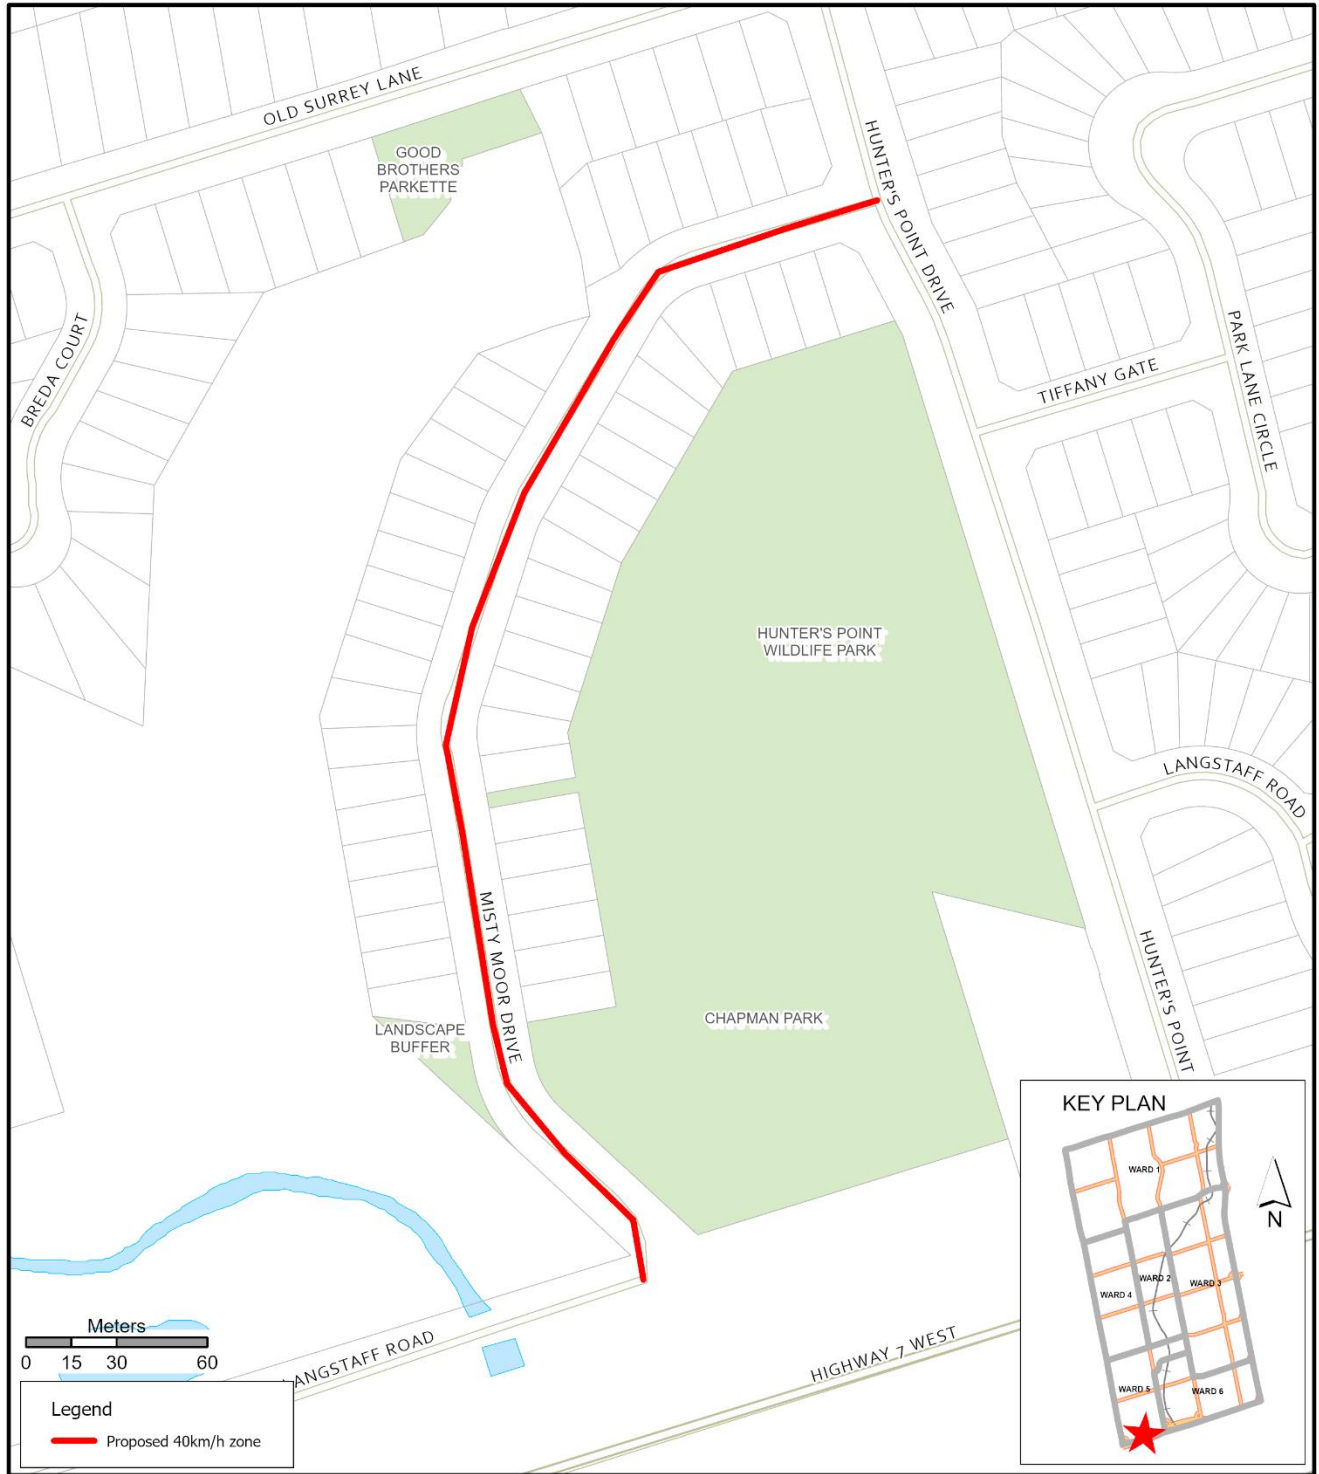 OLD SURREY LANE
GOOD
BROTHERS
PARKETTE
HUNTER'S POINT DRIVE
BREDA COURT
TIFFANY GATE
PARK LANE CIRCLE
HUNTER'S POINT
WILDLIFE PARK
LANGSTAFF ROAD
MISTY MOOR DRIVE
HUNTER'S POINT
CHAPMAN PARK
LANDSCAPE
BUFFER
KEY PLAN
WARD 1
N
WARD 2
WARD 3
WARD 4
WARD 5
WARD 6
Meters
0 15 30 60
LANGSTAFF ROAD
HIGHWAY 7 WEST
Legend
Proposed 40km/h zone